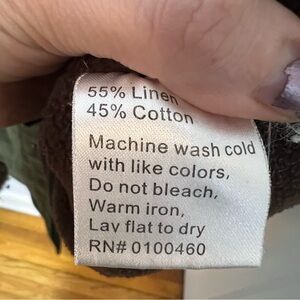 55% Linen
45% Cotton
Machine wash cold
with like colors,
Do not bleach,
Warm iron,
Lay flat to dry
RN# 0100460